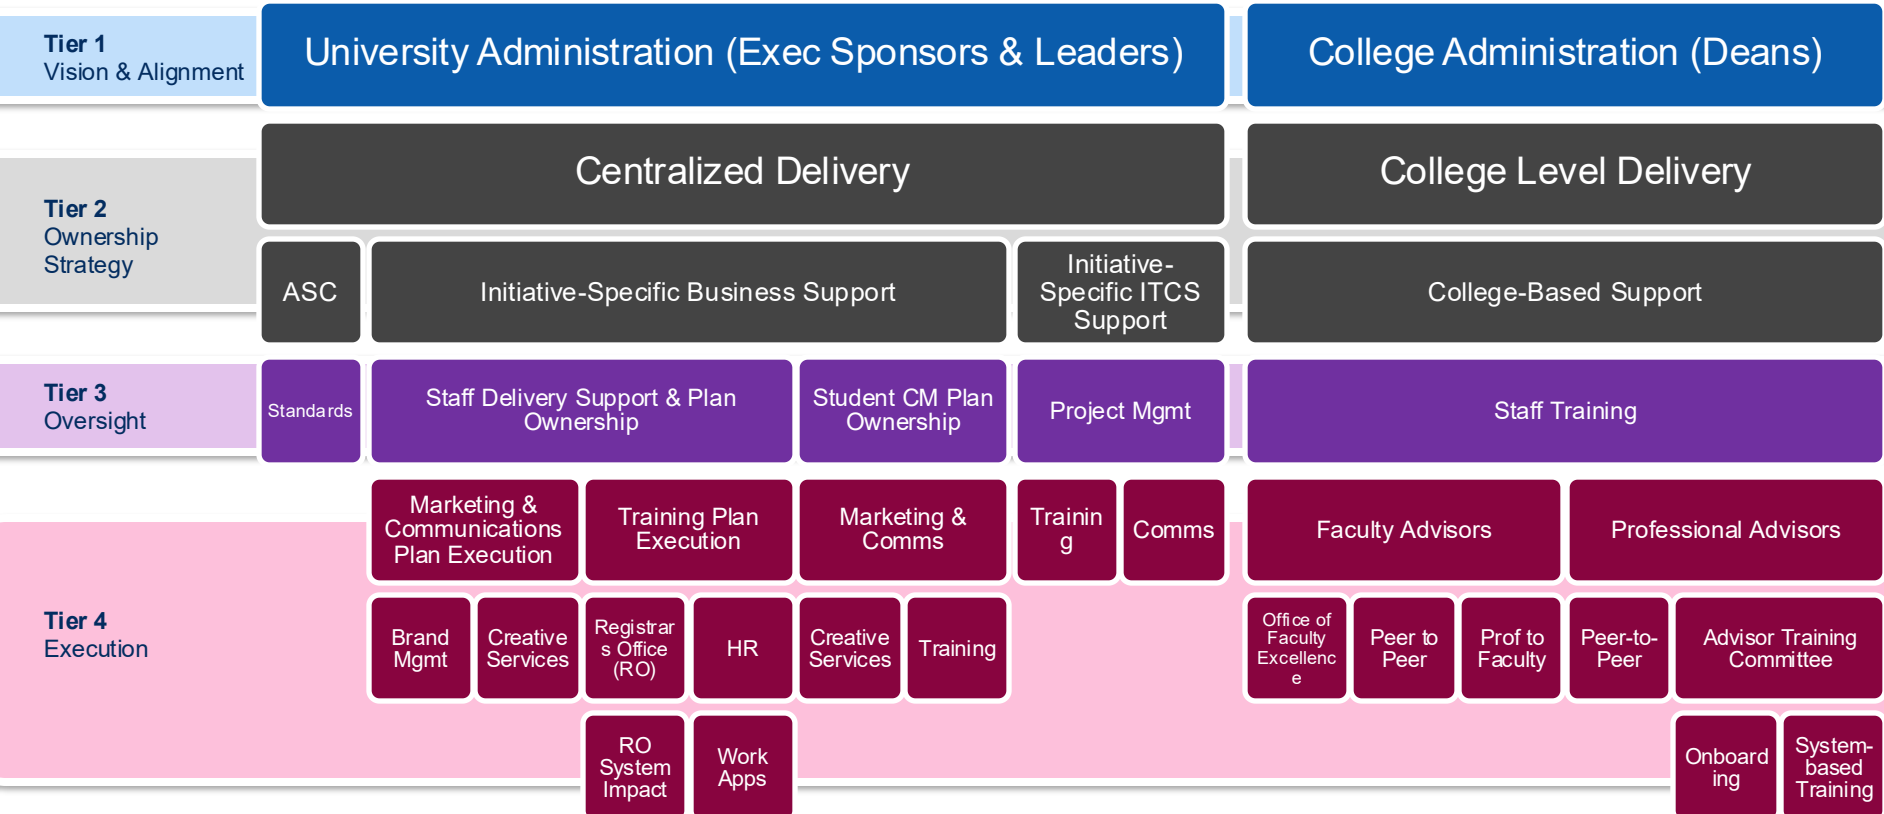 Tier 1
Vision & Alignment
University Administration (Exec Sponsors & Leaders)
College Administration (Deans)
Tier 2
Ownership
Strategy
Centralized Delivery
College Level Delivery
ASC
Initiative-Specific Business Support
Initiative-
Specific ITCS
Support
College-Based Support
Tier 3
Oversight
Standards
Staff Delivery Support & Plan
Ownership
Student CM Plan
Ownership
Project Mgmt
Staff Training
Tier 4
Execution
Marketing &
Communications
Plan Execution
Training Plan
Execution
Marketing &
Comms
Trainin
g
Comms
Faculty Advisors
Professional Advisors
Brand
Mgmt
Creative
Services
Registrar
s Office
(RO)
HR
Creative
Services
Training
Office of
Faculty
Excellenc
e
Peer to
Peer
Prof to
Faculty
Peer-to-
Peer
Advisor Training
Committee
RO
System
Impact
Work
Apps
Onboard
ing
System-
based
Training